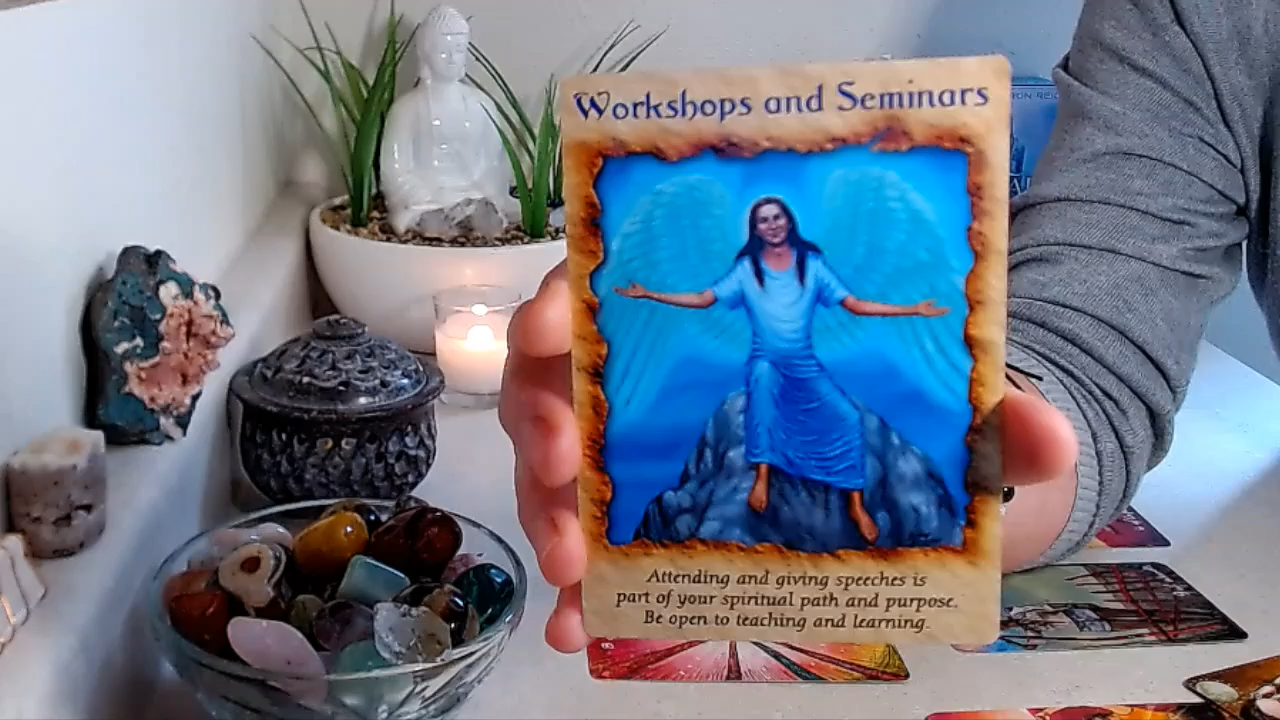 Workshops and Seminars
Attending and giving speeches is
part of your spiritual path and purpose.
Be open to teaching and learning.